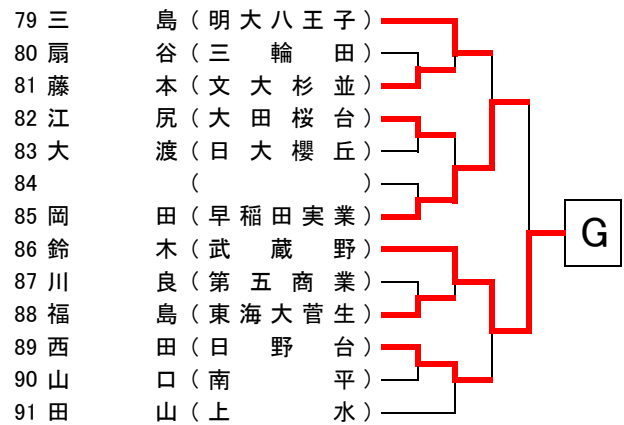 79 三島（明大八王子）
80 扇谷（三輪田）
81 藤本（文大杉並）
82 江尻（大田桜台）
83 大渡（日大櫻丘）
84 （ ）
85 岡田（早稲田実業）
86 鈴木（武蔵野）
87 川良（第五商業）
88 福島（東海大菅生）
89 西田（日野台）
90 山口（南平）
91 田山（上水）
G